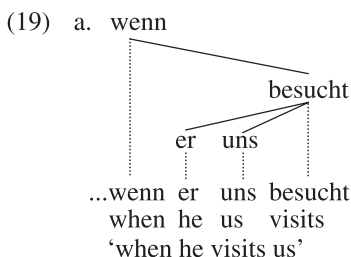 (19) a. wenn
besucht
er uns
...wenn er uns besucht
when he us visits
‘when he visits us’